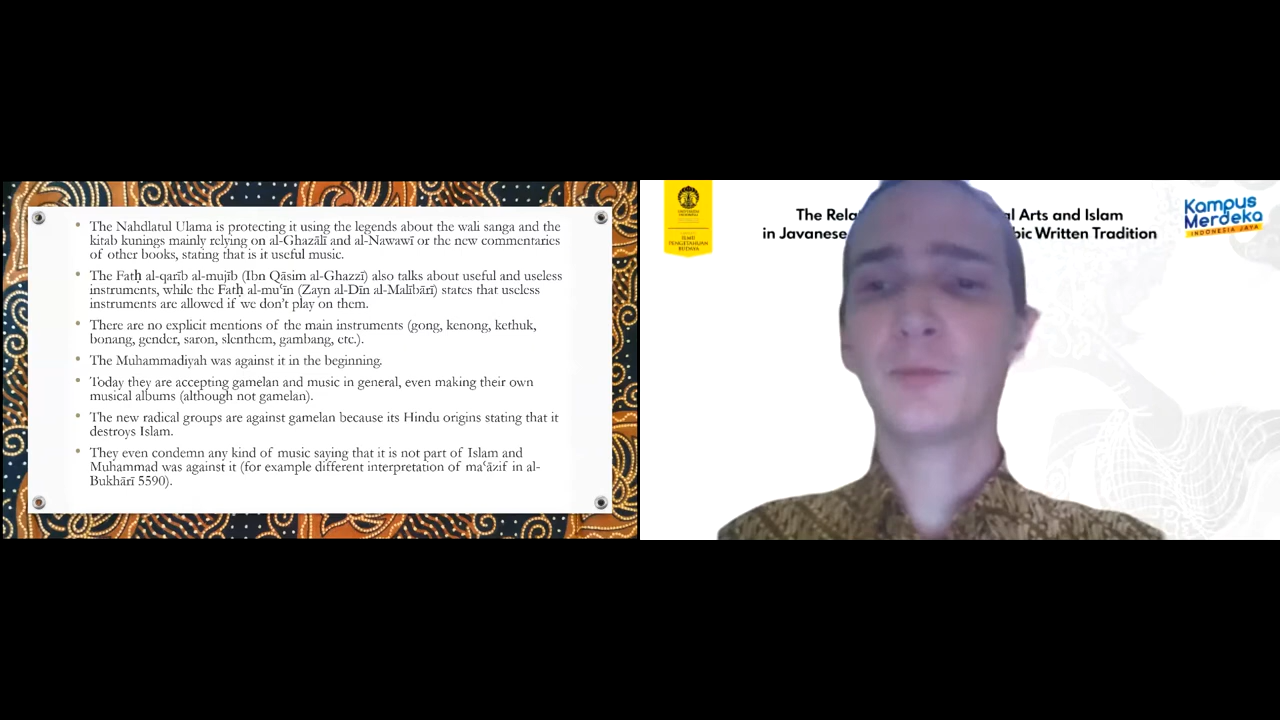 • The Nahdlatul Ulama is protecting it using the legends about the wali sanga and the
kitab kunings mainly relying on al-Ghazālī and al-Nawawī or the new commentaries
of other books, stating that is it useful music.
• The Fatḥ al-qarīb al-mujīb (Ibn Qāsim al-Ghazzī) also talks about useful and useless
instruments, while the Fatḥ al-muʿīn (Zayn al-Dīn al-Malībārī) states that useless
instruments are allowed if we don't play on them.
• There are no explicit mentions of the main instruments (gong, kenong, kethuk,
bonang, gender, saron, slenthem, gambang, etc.).
• The Muhammadiyah was against it in the beginning.
• Today they are accepting gamelan and music in general, even making their own
musical albums (although not gamelan).
• The new radical groups are against gamelan because its Hindu origins stating that it
destroys Islam.
• They even condemn any kind of music saying that it is not part of Islam and
Muhammad was against it (for example different interpretation of maʿāzif in al-
Bukhārī 5590).
The Rela l Arts and Islam
in Javanese bic Written Tradition
FAKULTAS
ILMU
PENGETAHUAN
BUDAYA
Kampus
Merdeka
INDONESIA JAYA